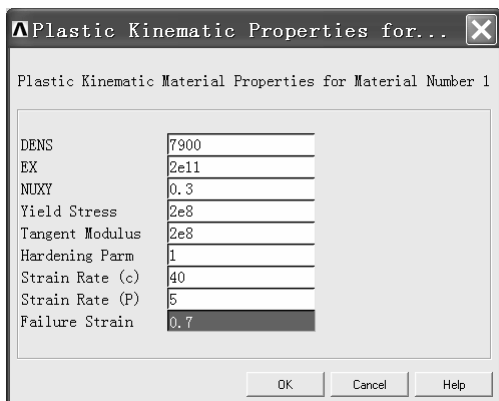 Plastic Kinematic Properties for...
Plastic Kinematic Material Properties for Material Number 1
DENS 7900
EX 2e11
NUXY 0.3
Yield Stress 2e8
Tangent Modulus 2e8
Hardening Parm 1
Strain Rate (c) 40
Strain Rate (P) 5
Failure Strain 0.7
OK Cancel Help